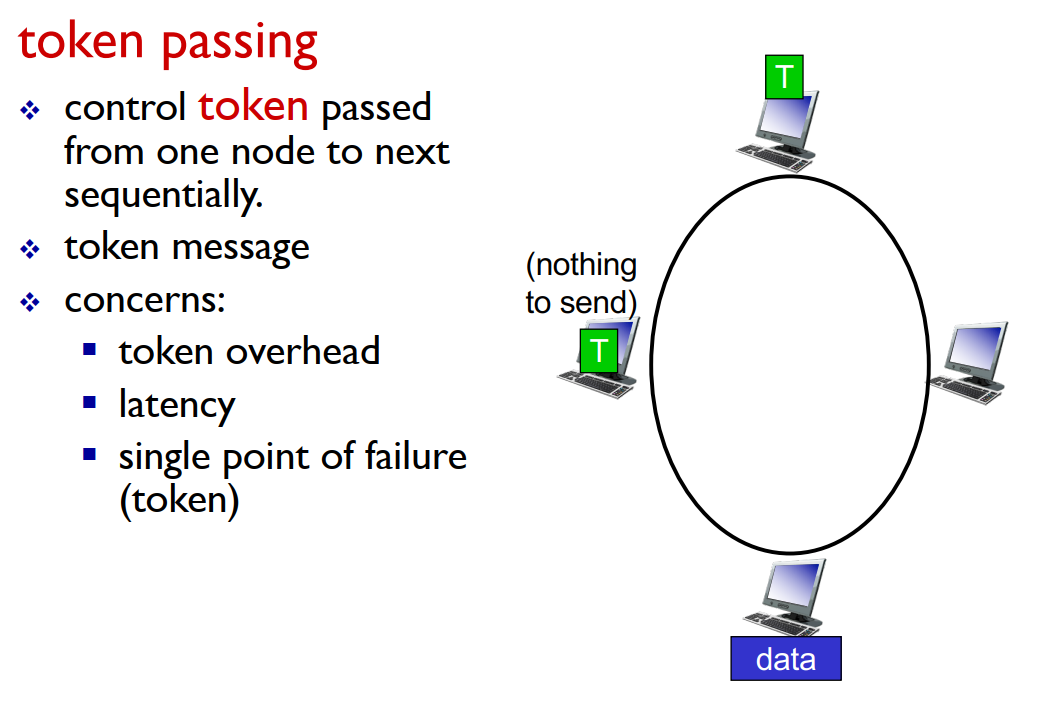 token passing
❖ control token passed
from one node to next
sequentially.
❖ token message
❖ concerns:
▪ token overhead
▪ latency
▪ single point of failure
(token)
T
(nothing
to send)
T
data